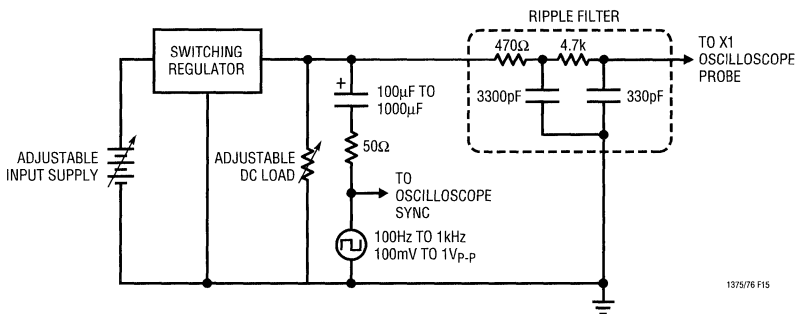 RIPPLE FILTER
SWITCHING
REGULATOR
470Ω
4.7k
TO X1
OSCILLOSCOPE
PROBE
+
100µF TO
1000µF
3300pF
330pF
ADJUSTABLE
INPUT SUPPLY
ADJUSTABLE
DC LOAD
50Ω
TO
OSCILLOSCOPE
SYNC
100Hz TO 1kHz
100mV TO 1VP-P
1375/76 F15